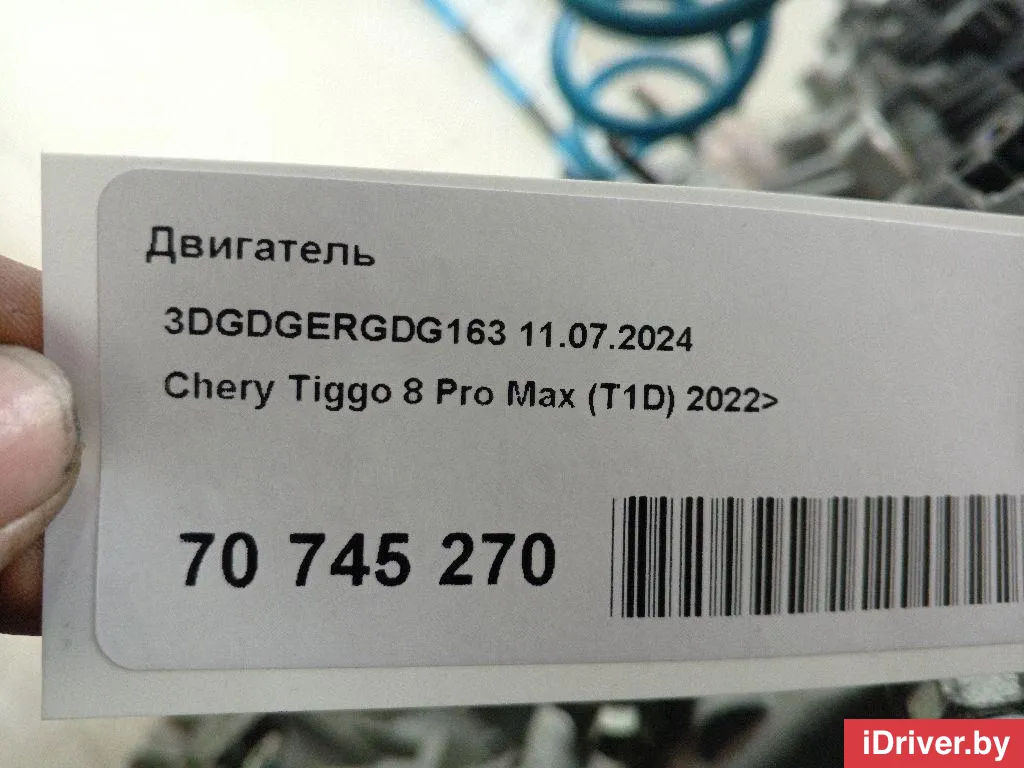 Двигатель
3DGDGERGDG163 11.07.2024
Chery Tiggo 8 Pro Max (T1D) 2022>
70 745 270
iDriver.by